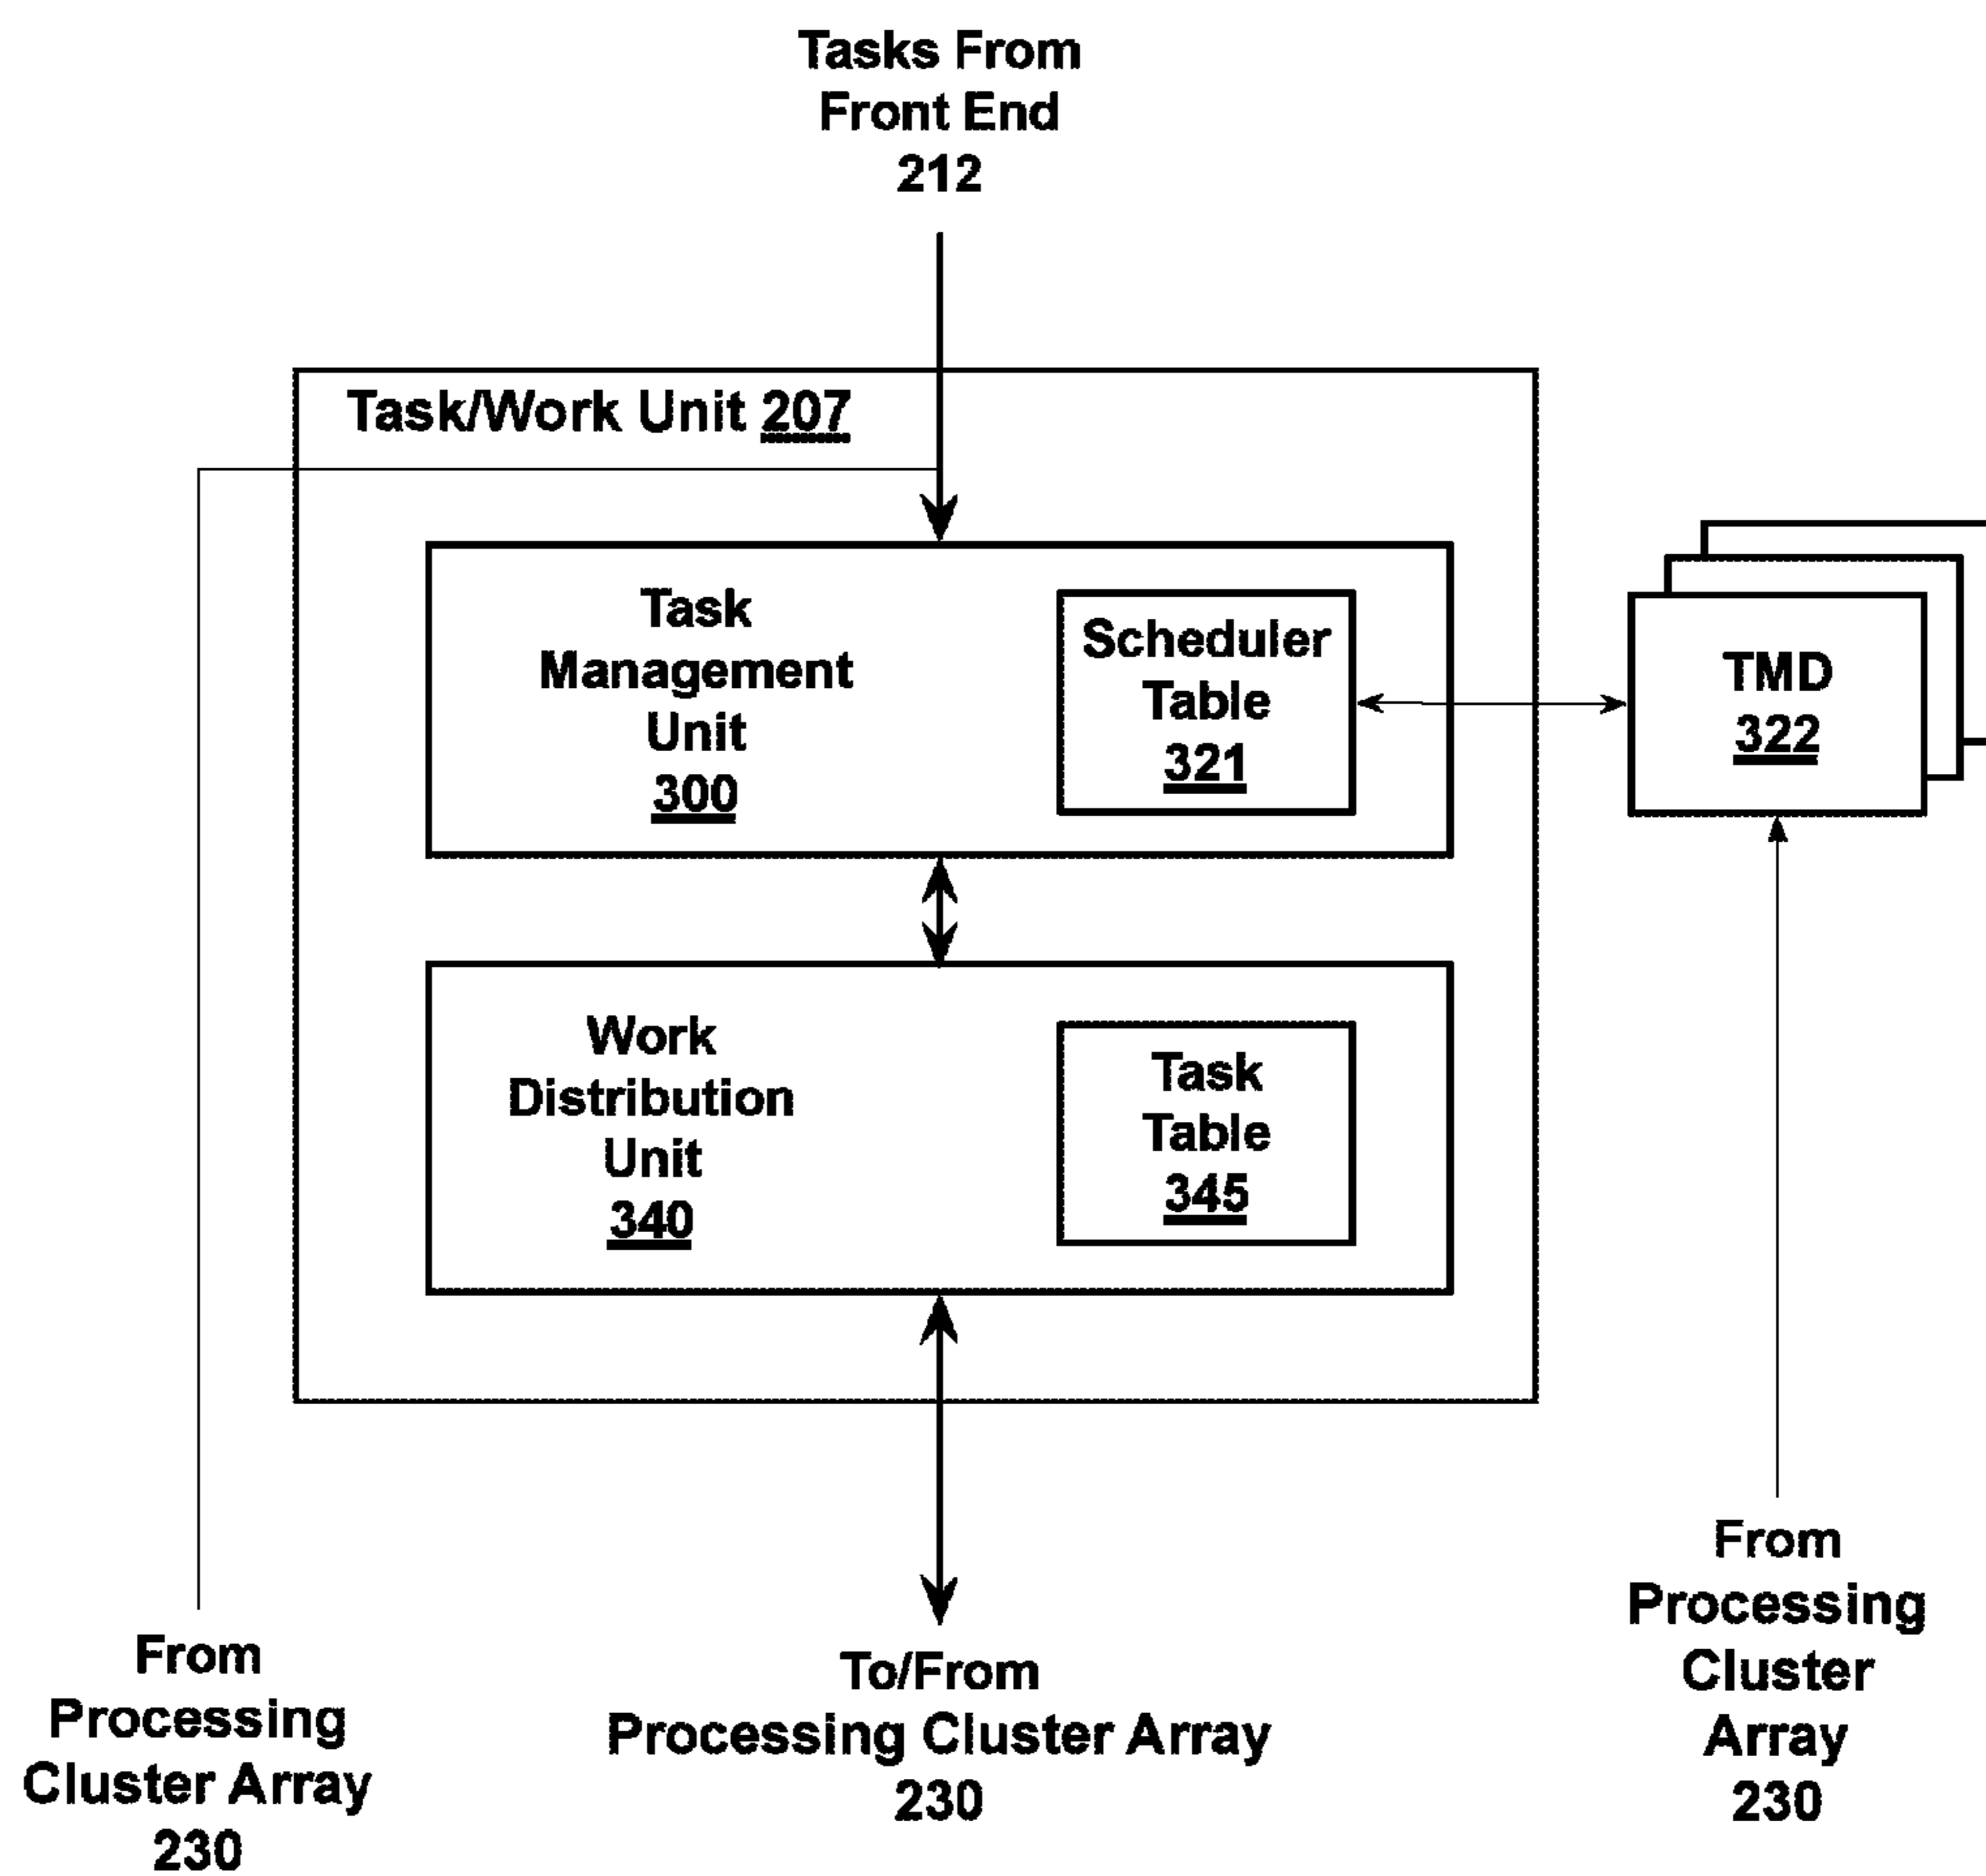 Tasks From
Front End
212
Task/Work Unit 207
Task
Management
Unit
300
Scheduler
Table
321
TMD
322
Work
Distribution
Unit
340
Task
Table
345
From
Processing
Cluster Array
230
To/From
Processing Cluster Array
230
From
Processing
Cluster
Array
230